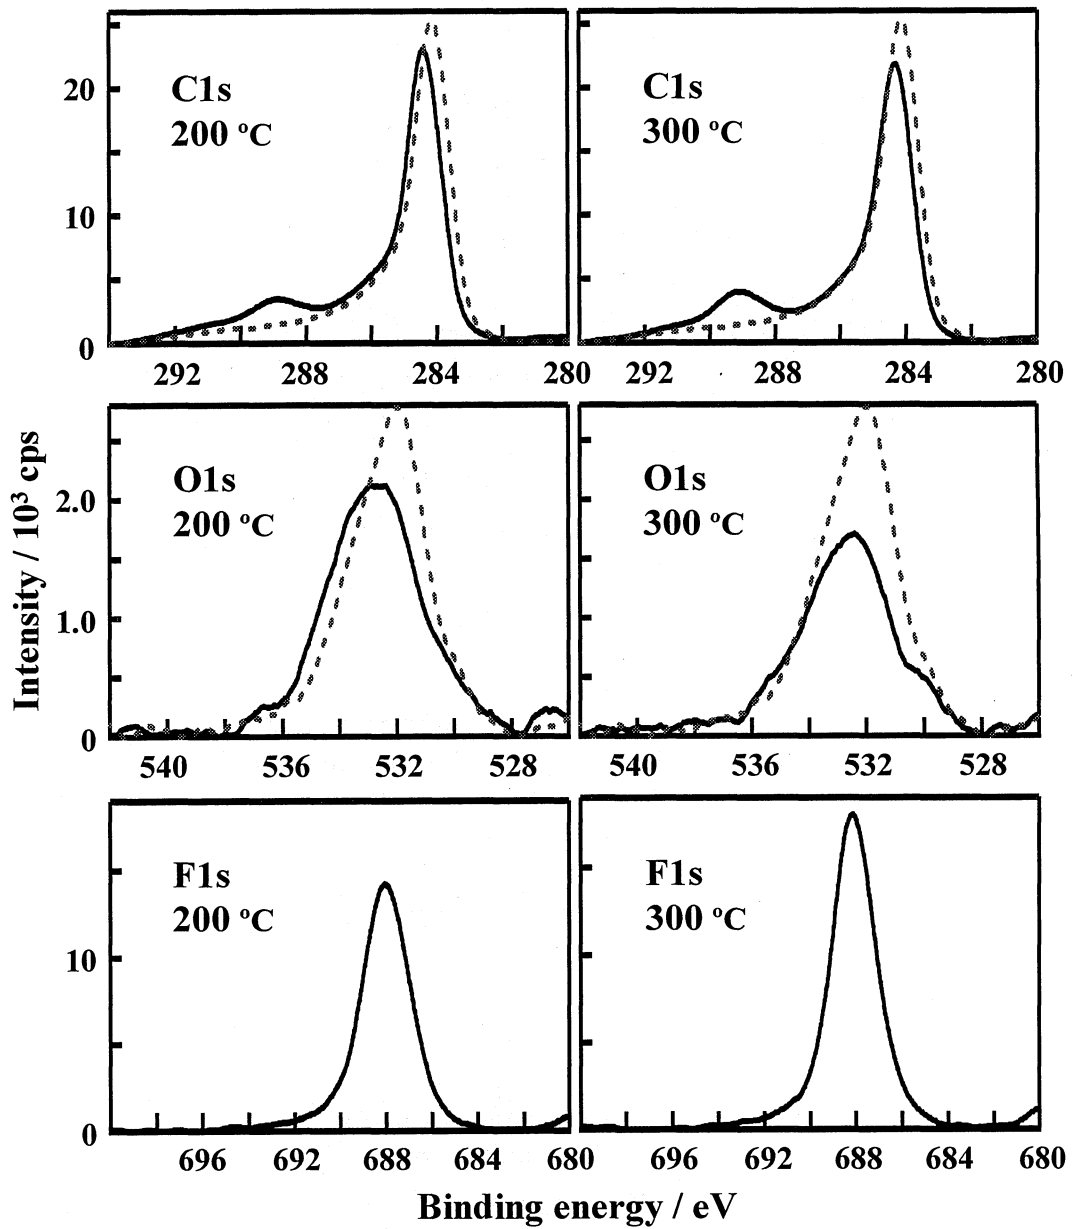 C1s
200 °C
C1s
300 °C
20
10
0
292 288 284 280
292 288 284 280
O1s
200 °C
O1s
300 °C
2.0
1.0
0
540 536 532 528
540 536 532 528
F1s
200 °C
F1s
300 °C
10
0
696 692 688 684 680
696 692 688 684 680
Intensity / 10³ cps
Binding energy / eV